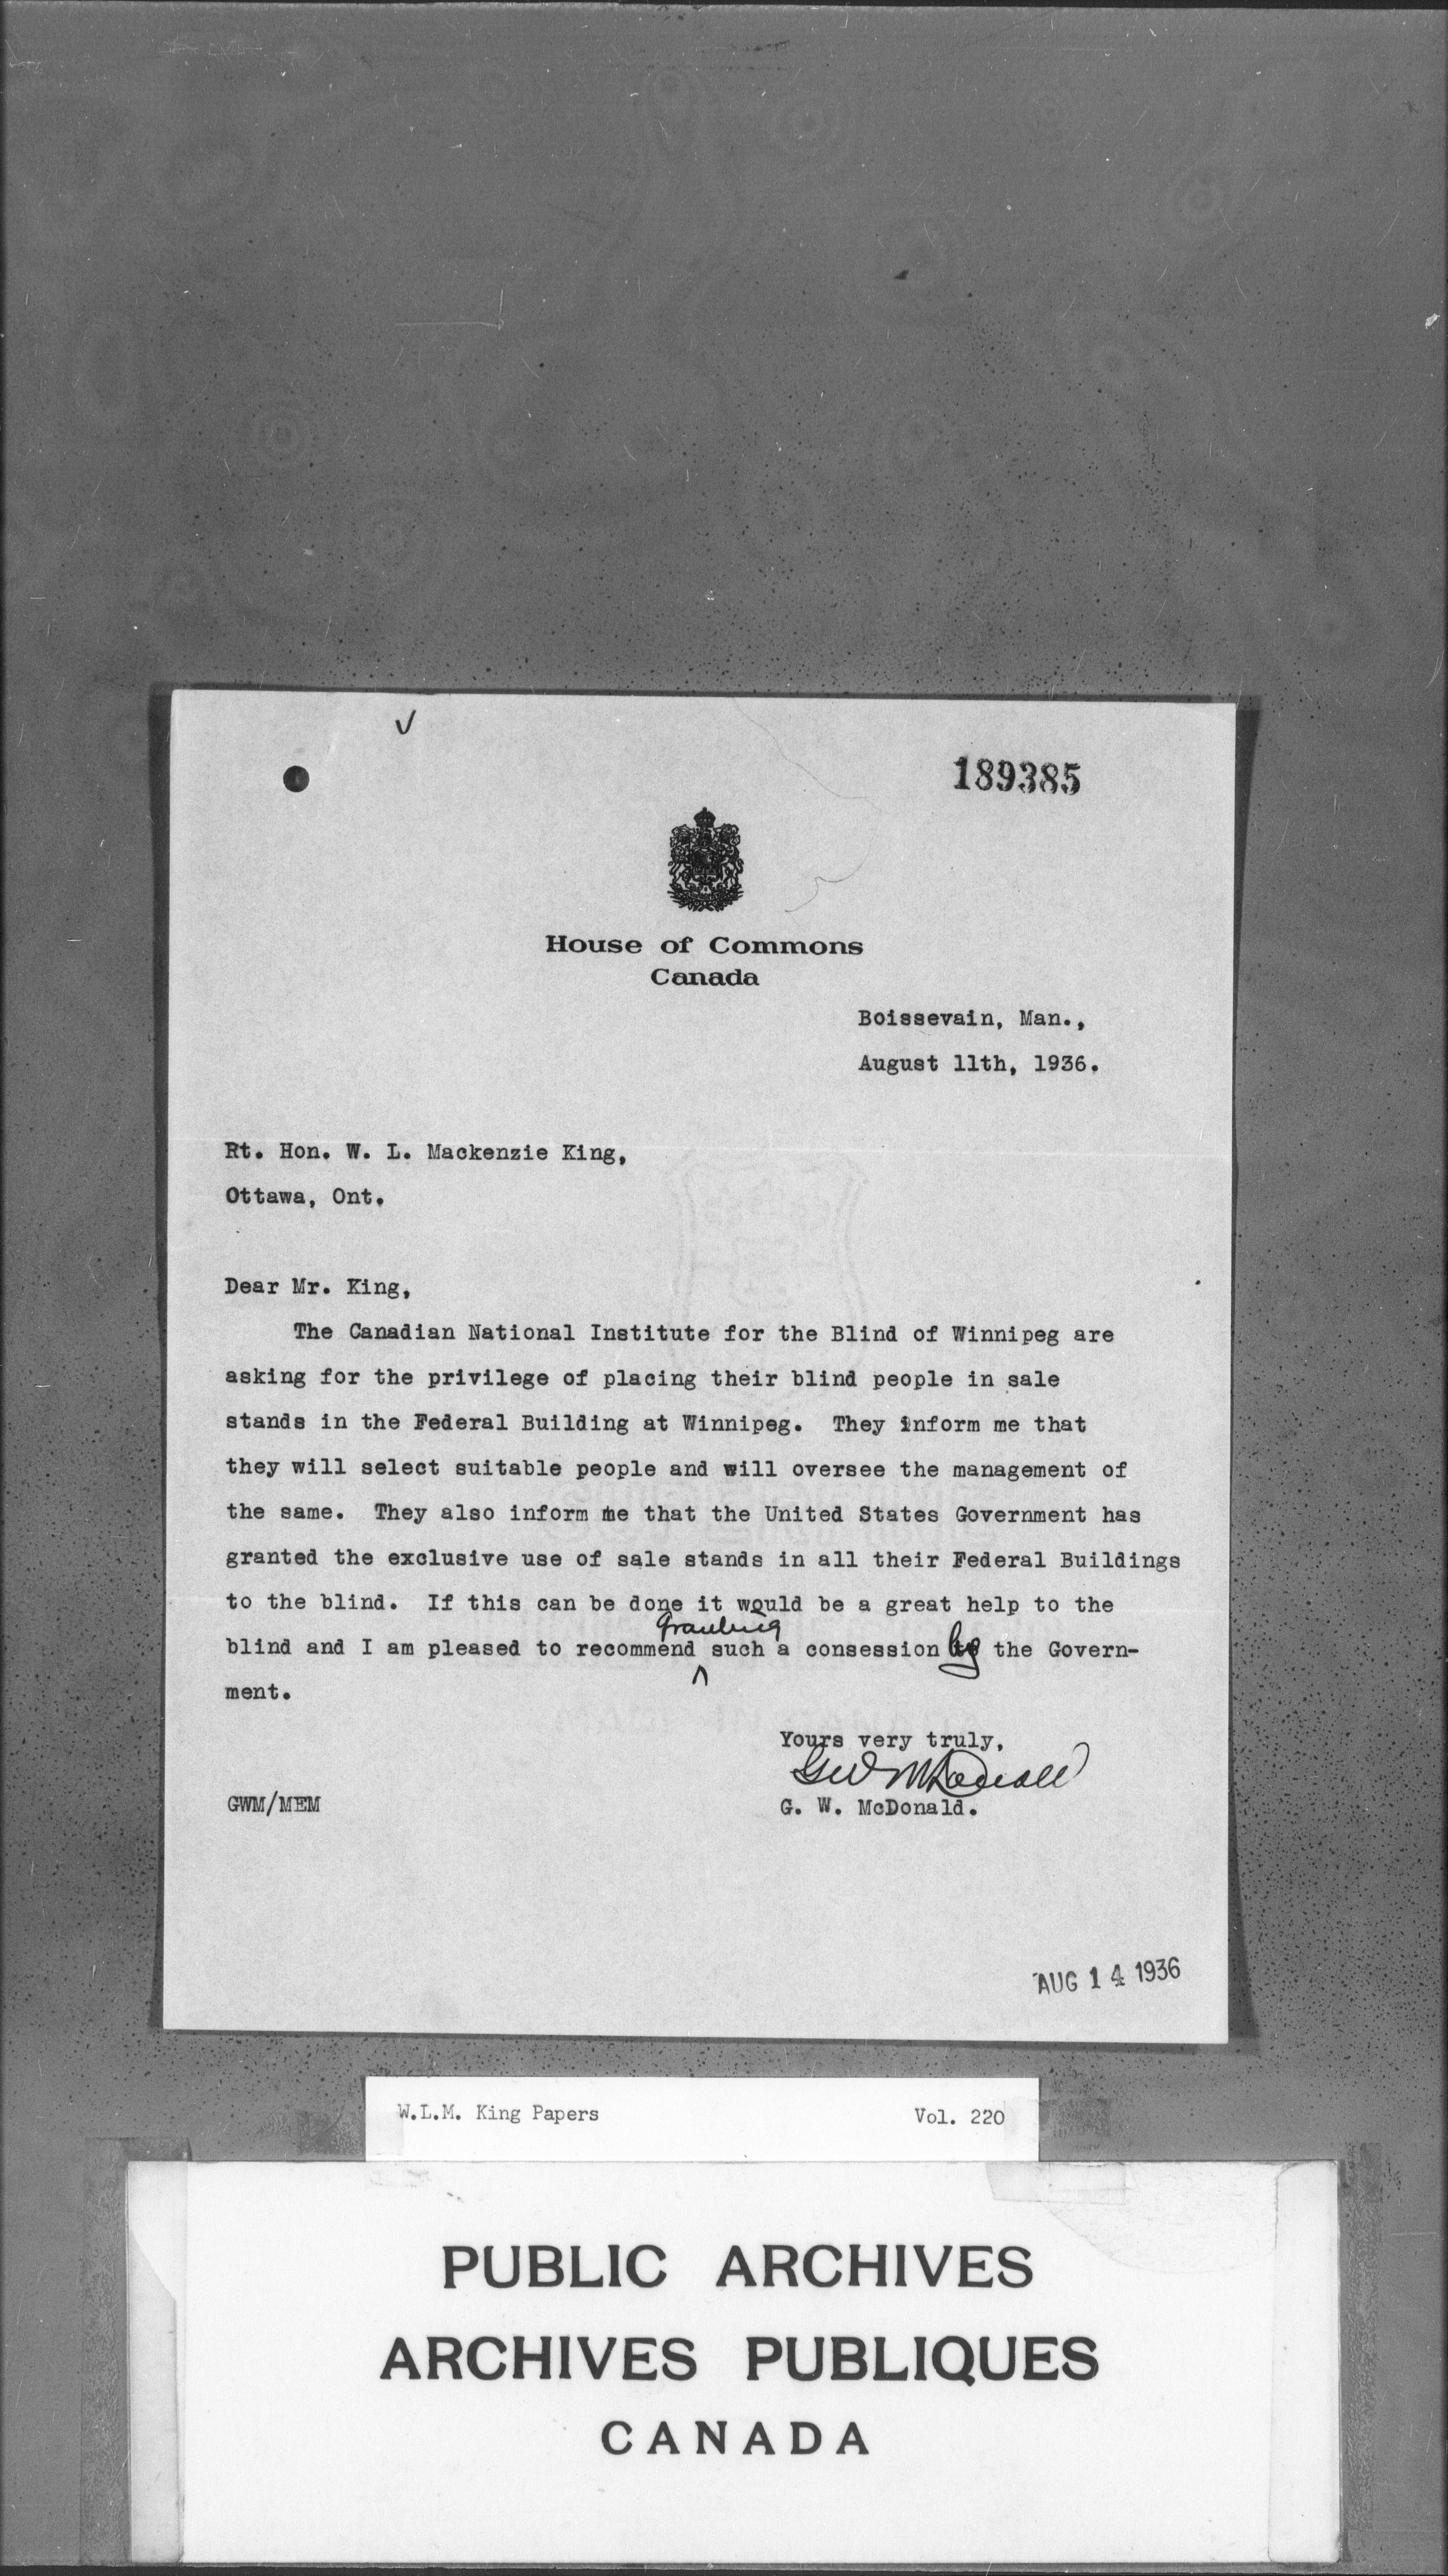 ✓
189385
House of Commons
Canada
Boissevain, Man.,
August 11th, 1936.
Rt. Hon. W. L. Mackenzie King,
Ottawa, Ont.
Dear Mr. King,
The Canadian National Institute for the Blind of Winnipeg are
asking for the privilege of placing their blind people in sale
stands in the Federal Building at Winnipeg. They inform me that
they will select suitable people and will oversee the management of
the same. They also inform me that the United States Government has
granted the exclusive use of sale stands in all their Federal Buildings
to the blind. If this can be done it would be a great help to the
granting
blind and I am pleased to recommend ^ such a consession by the Govern-
ment.
Yours very truly,
GW McDonald
GWM/MEM
G. W. McDonald.
AUG 14 1936
W.L.M. King Papers
Vol. 220
PUBLIC ARCHIVES
ARCHIVES PUBLIQUES
CANADA